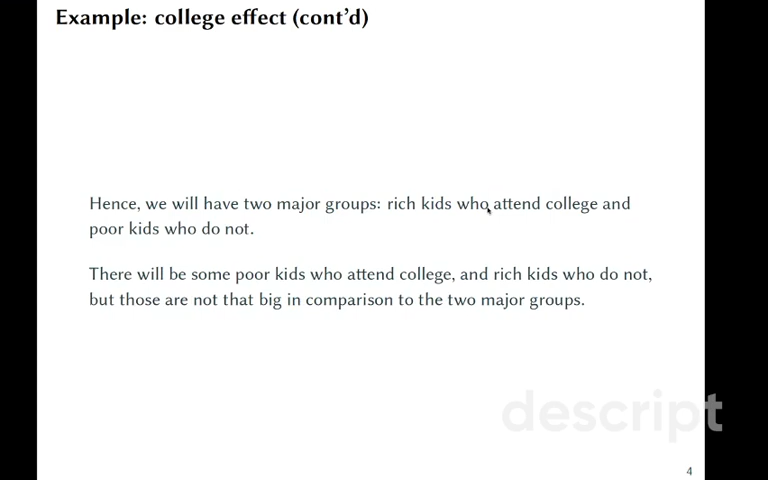 Example: college effect (cont’d)
Hence, we will have two major groups: rich kids who attend college and
poor kids who do not.
There will be some poor kids who attend college, and rich kids who do not,
but those are not that big in comparison to the two major groups.
descript
4